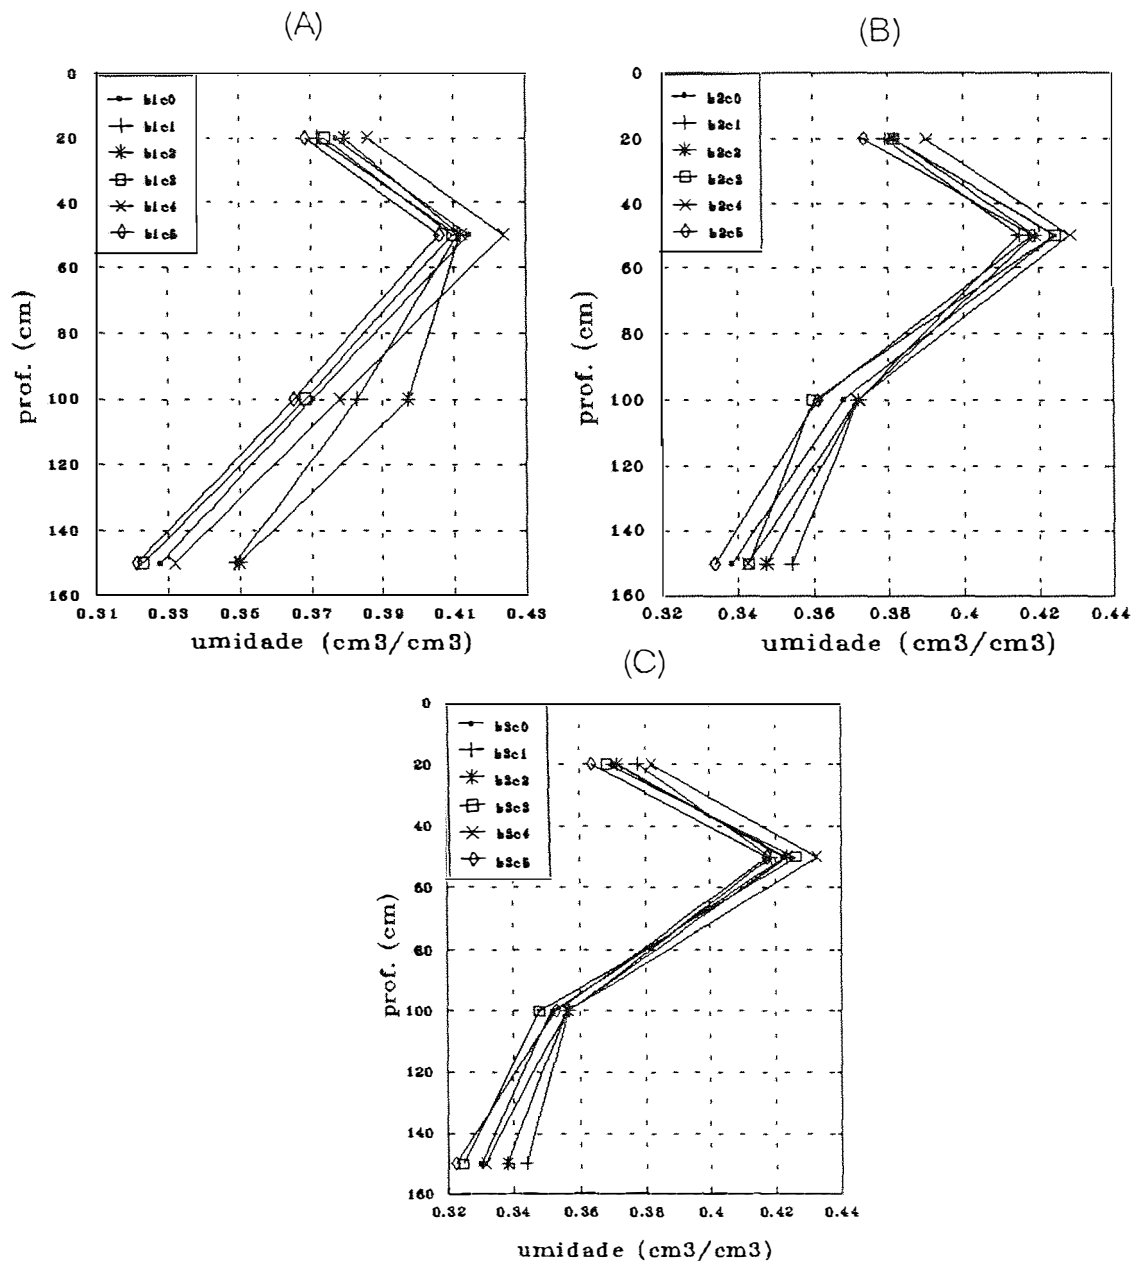 (A)
0
20
40
60
80
100
120
140
160
prof. (cm)
b1c0
b1c1
b1c2
b1c3
b1c4
b1c5
0.31 0.33 0.35 0.37 0.39 0.41 0.43
umidade (cm3/cm3)
(B)
0
20
40
60
80
100
120
140
160
prof. (cm)
b2c0
b2c1
b2c2
b2c3
b2c4
b2c5
0.32 0.34 0.36 0.38 0.4 0.42 0.44
umidade (cm3/cm3)
(C)
0
20
40
60
80
100
120
140
160
prof. (cm)
b3c0
b3c1
b3c2
b3c3
b3c4
b3c5
0.32 0.34 0.36 0.38 0.4 0.42 0.44
umidade (cm3/cm3)